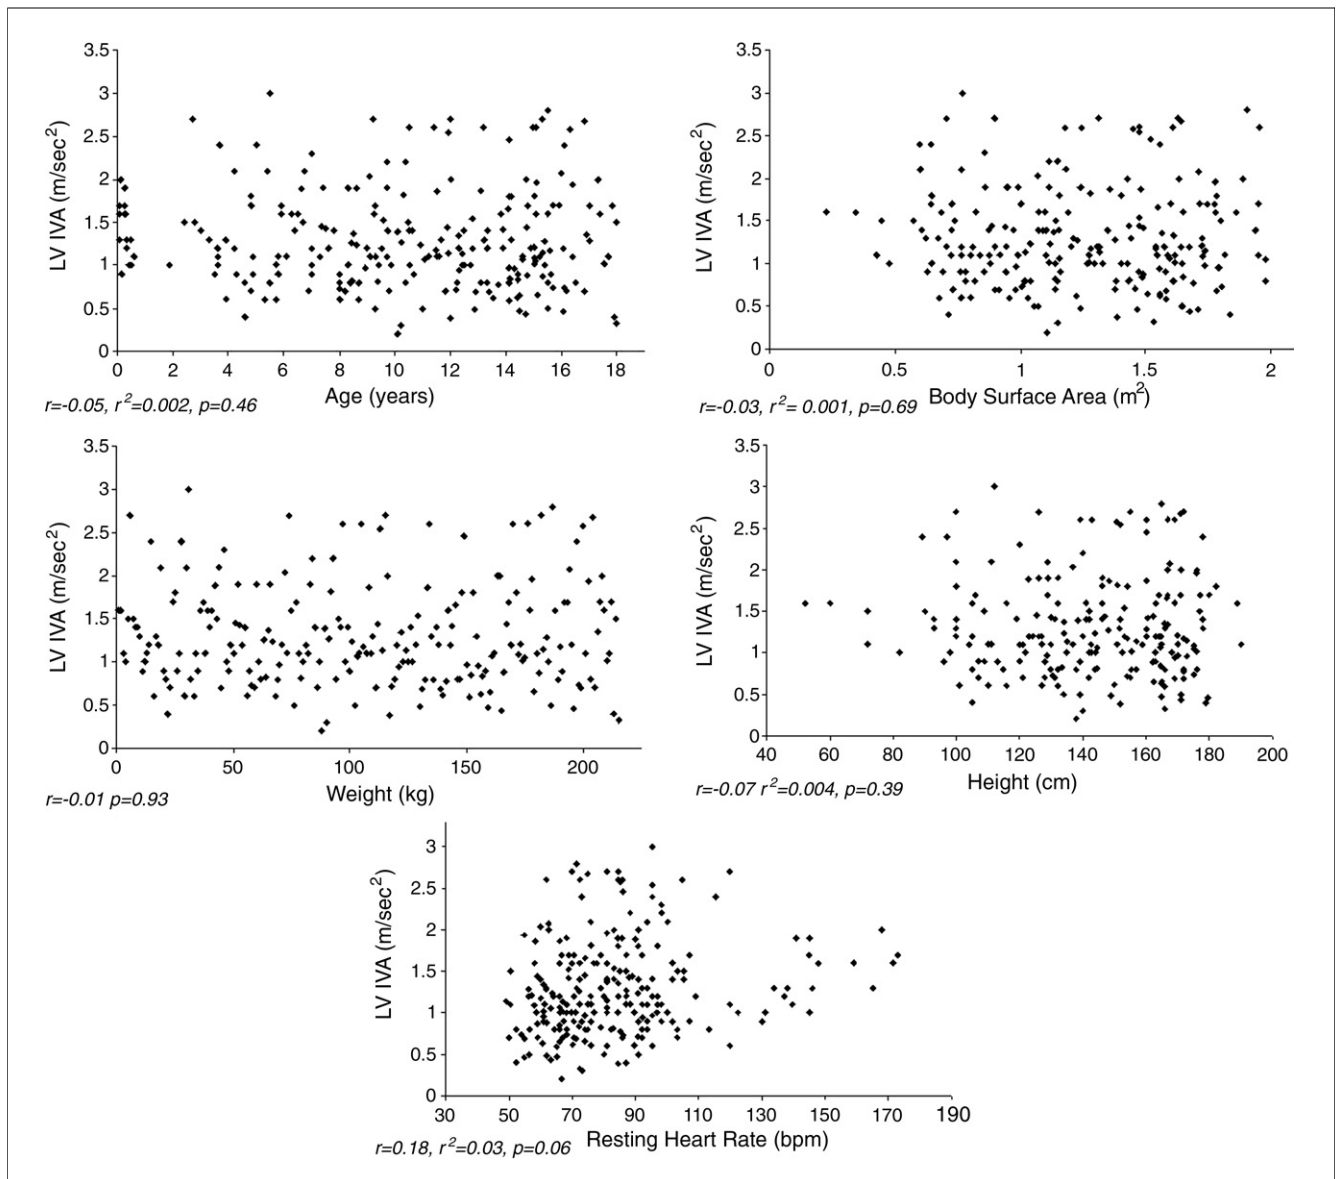 3.5
3
2.5
2
1.5
1
0.5
0
LV IVA (m/sec²)
0 2 4 6 8 10 12 14 16 18
Age (years)
r=-0.05, r²=0.002, p=0.46
3.5
3
2.5
2
1.5
1
0.5
0
LV IVA (m/sec²)
0 0.5 1 1.5 2
Body Surface Area (m²)
r=-0.03, r²= 0.001, p=0.69
3.5
3
2.5
2
1.5
1
0.5
0
LV IVA (m/sec²)
0 50 100 150 200
Weight (kg)
r=-0.01 p=0.93
3.5
3
2.5
2
1.5
1
0.5
0
LV IVA (m/sec²)
40 60 80 100 120 140 160 180 200
Height (cm)
r=-0.07 r²=0.004, p=0.39
3
2.5
2
1.5
1
0.5
0
LV IVA (m/sec²)
30 50 70 90 110 130 150 170 190
Resting Heart Rate (bpm)
r=0.18, r²=0.03, p=0.06